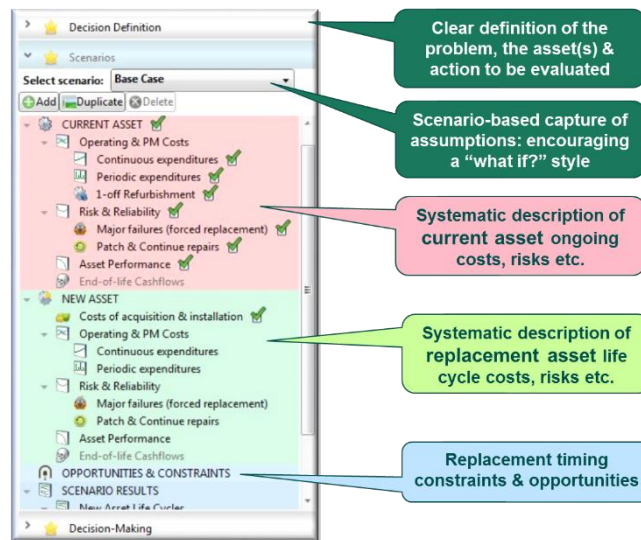 Decision Definition
Scenarios
Select scenario: Base Case
Add Duplicate Delete
CURRENT ASSET
Operating & PM Costs
Continuous expenditures
Periodic expenditures
1-off Refurbishment
Risk & Reliability
Major failures (forced replacement)
Patch & Continue repairs
Asset Performance
End-of-life Cashflows
NEW ASSET
Costs of acquisition & installation
Operating & PM Costs
Continuous expenditures
Periodic expenditures
Risk & Reliability
Major failures (forced replacement)
Patch & Continue repairs
Asset Performance
End-of-life Cashflows
OPPORTUNITIES & CONSTRAINTS
SCENARIO RESULTS
New Asset Life Cycles
Decision-Making
Clear definition of the
problem, the asset(s) &
action to be evaluated
Scenario-based capture of
assumptions: encouraging
a “what if?” style
Systematic description of
current asset ongoing
costs, risks etc.
Systematic description of
replacement asset life
cycle costs, risks etc.
Replacement timing
constraints & opportunities